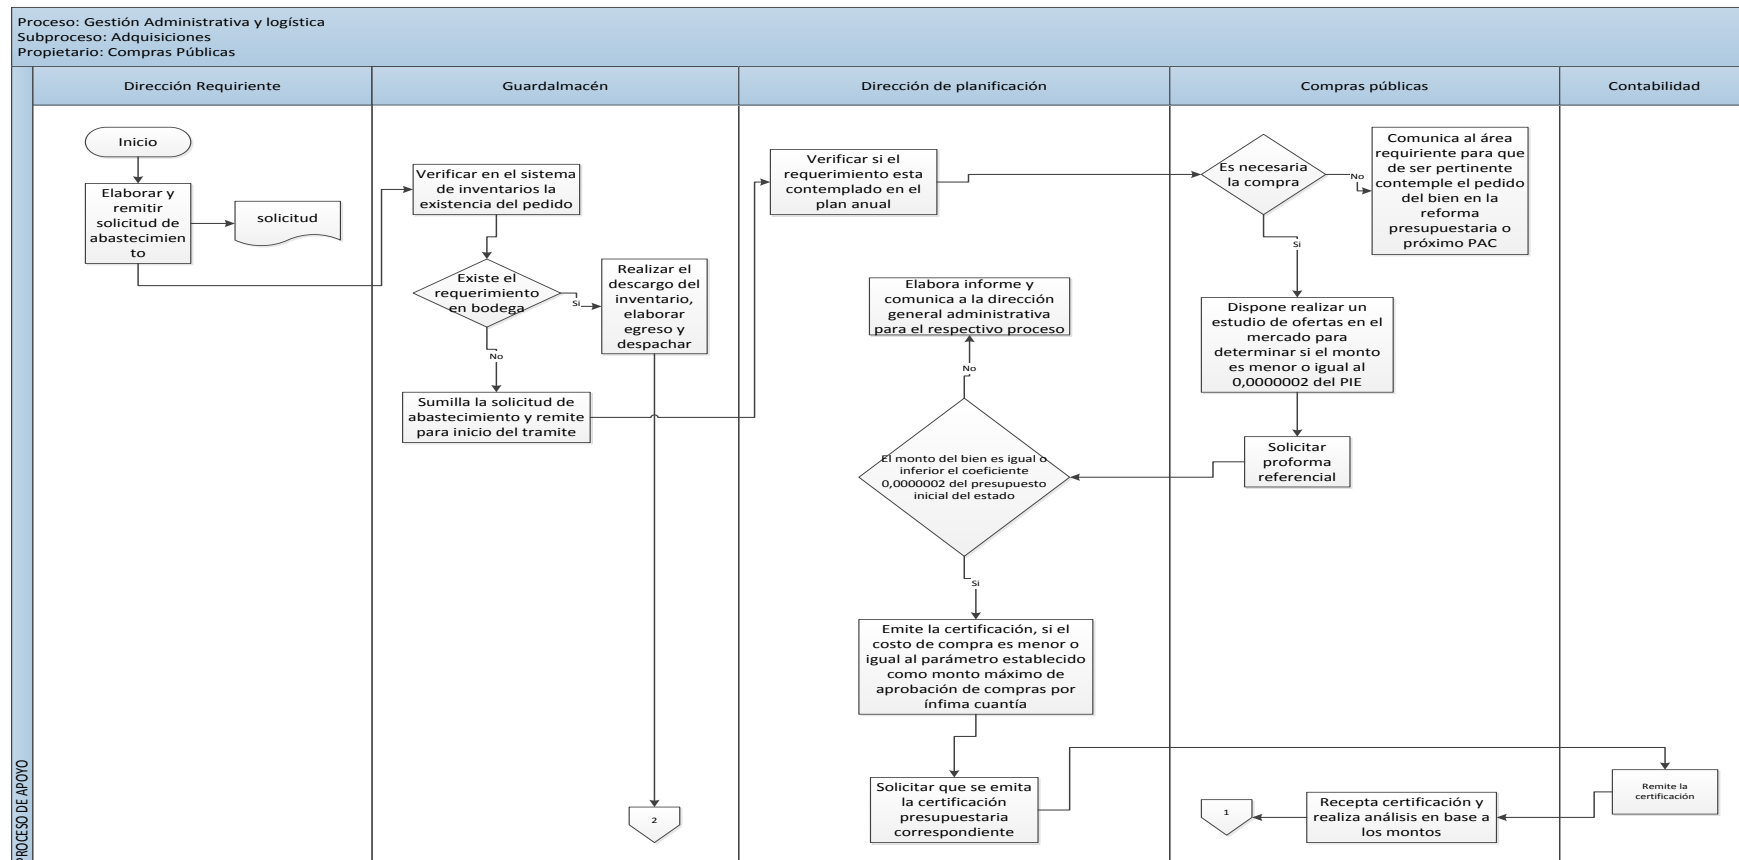 Proceso: Gestión Administrativa y logística
Subproceso: Adquisiciones
Propietario: Compras Públicas
PROCESO DE APOYO
Dirección Requiriente
Guardalmacén
Dirección de planificación
Compras públicas
Contabilidad
Inicio
Elaborar y
remitir
solicitud de
abastecimien
to
solicitud
Verificar en el sistema
de inventarios la
existencia del pedido
Existe el
requerimiento
en bodega
Si
Realizar el
descargo del
inventario,
elaborar
egreso y
despachar
No
Sumilla la solicitud de
abastecimiento y remite
para inicio del tramite
2
Verificar si el
requerimiento esta
contemplado en el
plan anual
Elabora informe y
comunica a la dirección
general administrativa
para el respectivo proceso
No
El monto del bien es igual o
inferior el coeficiente
0,0000002 del presupuesto
inicial del estado
Si
Emite la certificación, si el
costo de compra es menor o
igual al parámetro establecido
como monto máximo de
aprobación de compras por
ínfima cuantía
Solicitar que se emita
la certificación
presupuestaria
correspondiente
Es necesaria
la compra
No
Comunica al área
requiriente para que
de ser pertinente
contemple el pedido
del bien en la
reforma
presupuestaria o
próximo PAC
Si
Dispone realizar un
estudio de ofertas en el
mercado para
determinar si el monto
es menor o igual al
0,0000002 del PIE
Solicitar
proforma
referencial
1
Recepta certificación y
realiza análisis en base a
los montos
Remite la
certificación